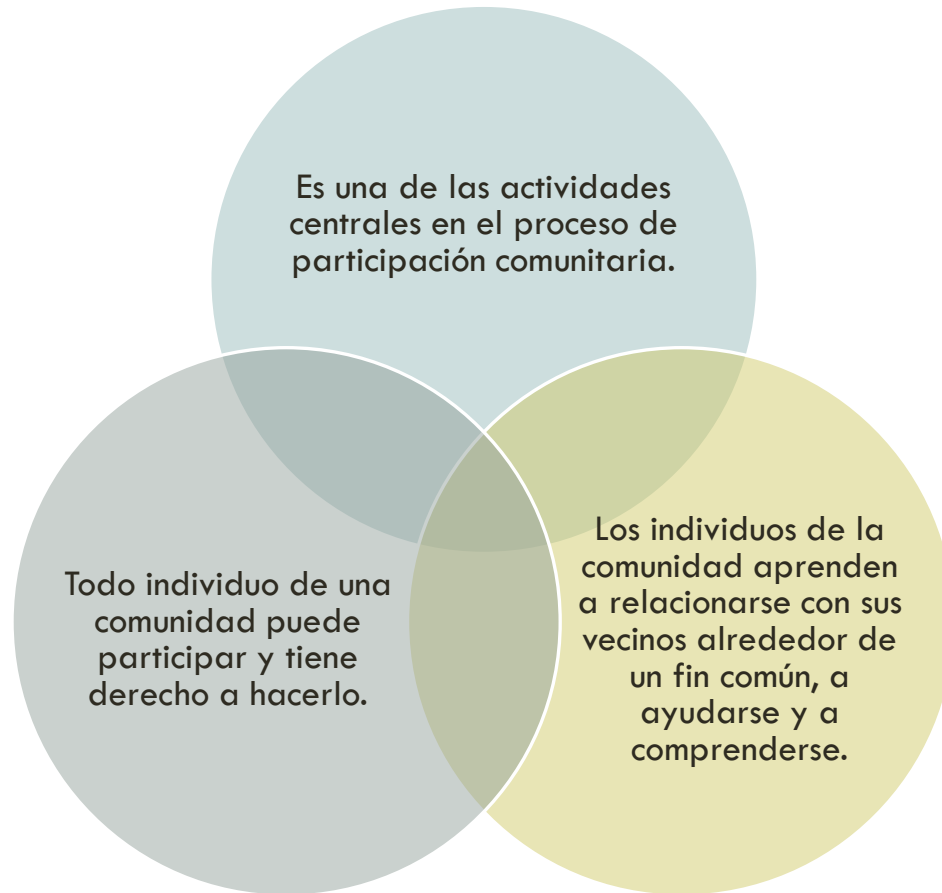 Es una de las actividades
centrales en el proceso de
participación comunitaria.
Todo individuo de una
comunidad puede
participar y tiene
derecho a hacerlo.
Los individuos de la
comunidad aprenden
a relacionarse con sus
vecinos alrededor de
un fin común, a
ayudarse y a
comprenderse.